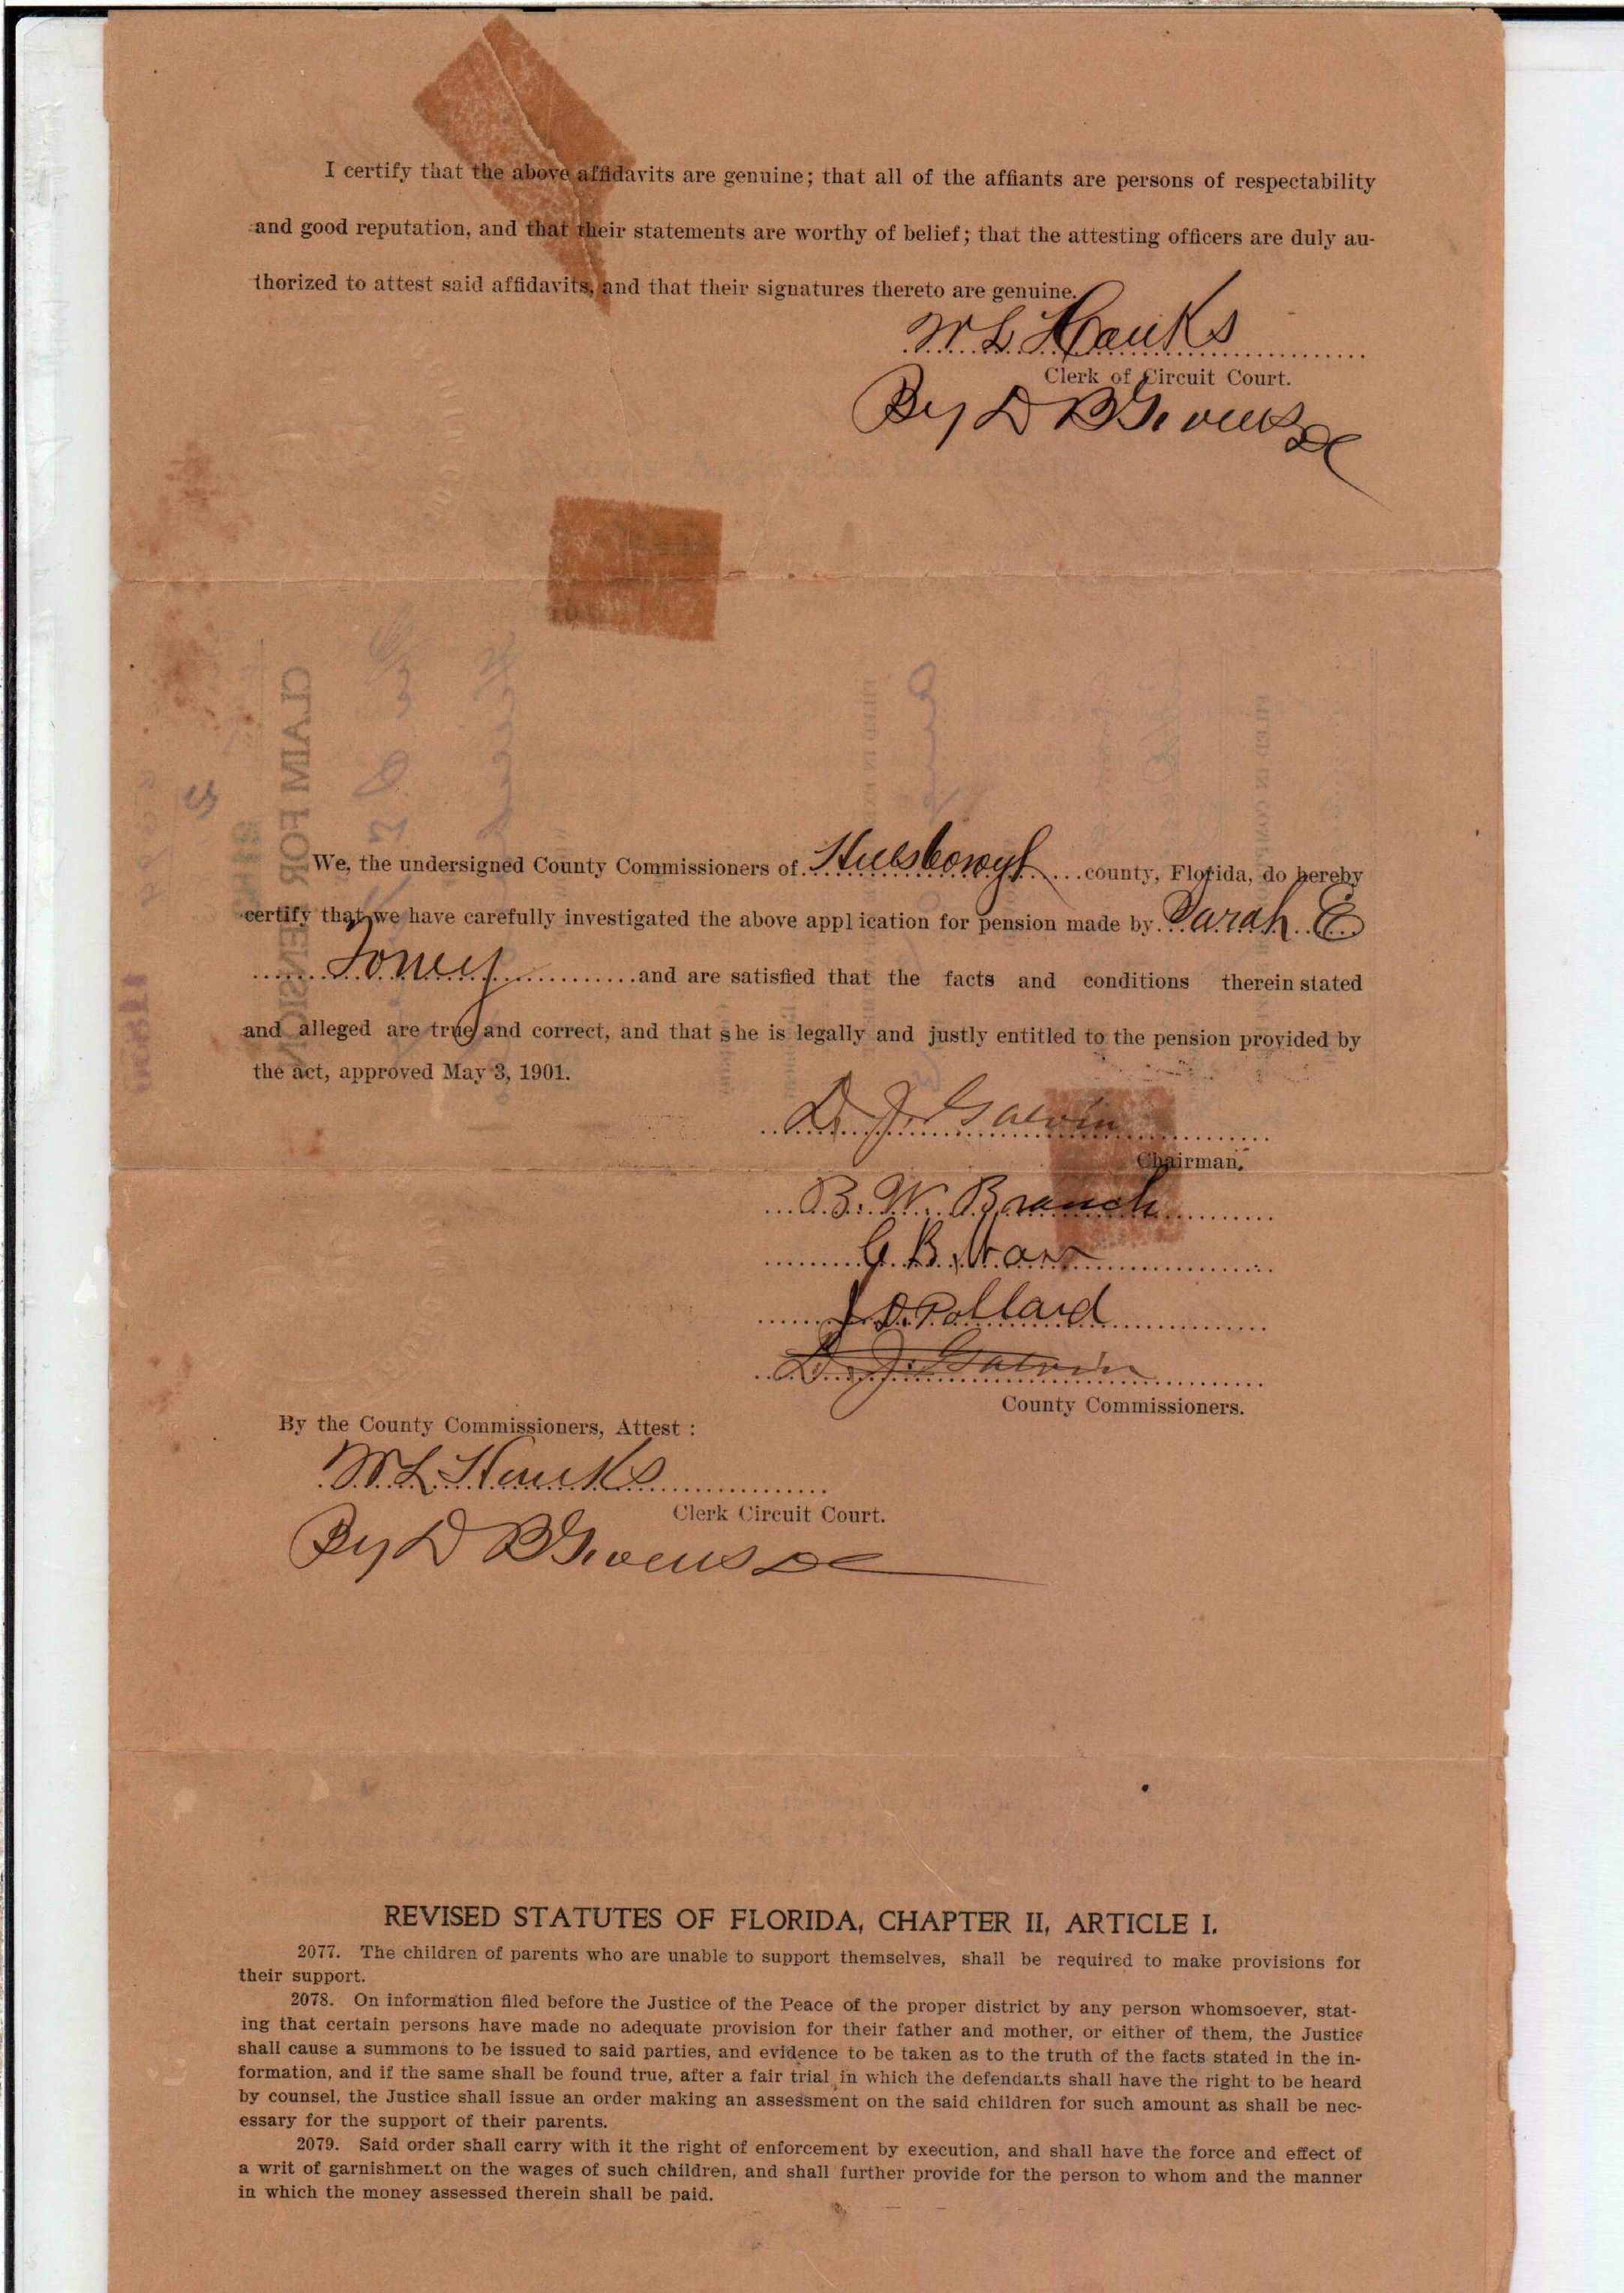 I certify that the above affidavits are genuine; that all of the affiants are persons of respectability
and good reputation, and that their statements are worthy of belief; that the attesting officers are duly au-
thorized to attest said affidavits, and that their signatures thereto are genuine.
W L Hanks
Clerk of Circuit Court.
By D B Givens DC
We, the undersigned County Commissioners of Hillsboro county, Florida, do hereby
certify that we have carefully investigated the above application for pension made by Sarah E
Jones and are satisfied that the facts and conditions therein stated
and alleged are true and correct, and that she is legally and justly entitled to the pension provided by
the act, approved May 3, 1901.
D. J. Galvin
Chairman.
B. W. Branch
B.
J. D. Pollard
D. J. Galvin
County Commissioners.
By the County Commissioners, Attest :
W L Hanks
Clerk Circuit Court.
By D B Givens DC
REVISED STATUTES OF FLORIDA, CHAPTER II, ARTICLE I.
2077. The children of parents who are unable to support themselves, shall be required to make provisions for
their support.
2078. On information filed before the Justice of the Peace of the proper district by any person whomsoever, stat-
ing that certain persons have made no adequate provision for their father and mother, or either of them, the Justice
shall cause a summons to be issued to said parties, and evidence to be taken as to the truth of the facts stated in the in-
formation, and if the same shall be found true, after a fair trial in which the defendants shall have the right to be heard
by counsel, the Justice shall issue an order making an assessment on the said children for such amount as shall be nec-
essary for the support of their parents.
2079. Said order shall carry with it the right of enforcement by execution, and shall have the force and effect of
a writ of garnishment on the wages of such children, and shall further provide for the person to whom and the manner
in which the money assessed therein shall be paid.